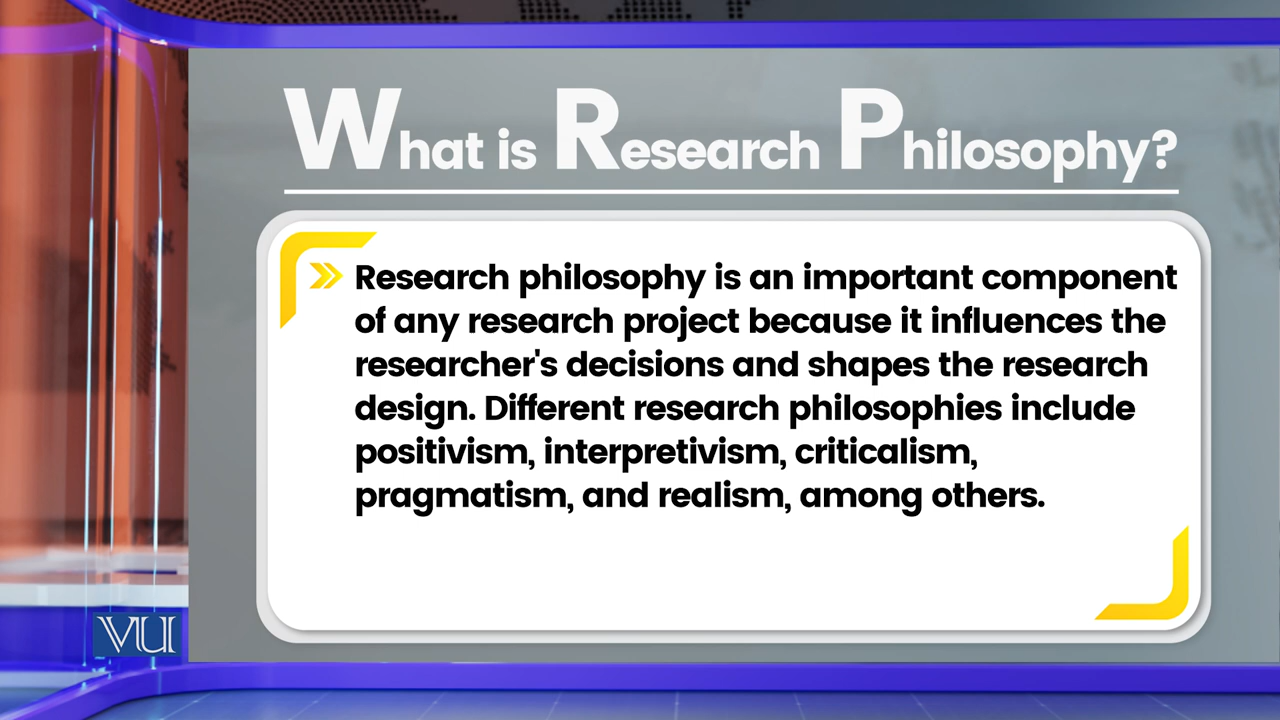 What is Research Philosophy?
Research philosophy is an important component
of any research project because it influences the
researcher's decisions and shapes the research
design. Different research philosophies include
positivism, interpretivism, criticalism,
pragmatism, and realism, among others.
VU